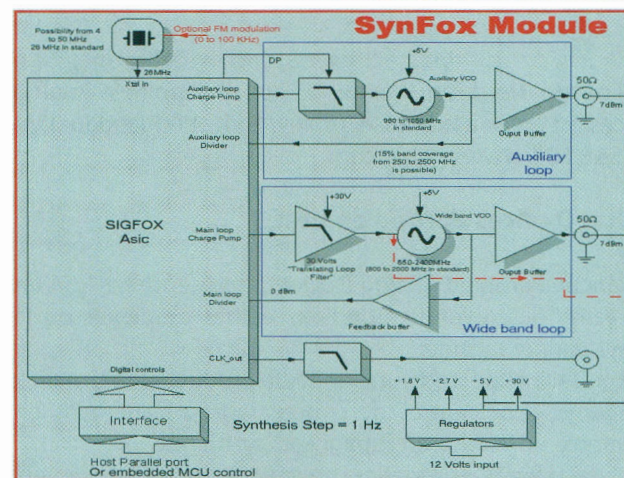 SynFox Module
Possibility from 4
to 50 MHz
26 MHz in standard
Optional FM modulation
(0 to 100 KHz)
26MHz
Xtal In
DP
+5V
Auxiliary loop
Charge Pump
Auxiliary VCO
50Ω
7dBm
950 to 1050 MHz
in standard
Ouput Buffer
Auxiliary loop
Divider
(15% band coverage
from 250 to 2500 MHz
is possible)
Auxiliary
loop
SIGFOX
Asic
+30V
+5V
Main loop
Charge Pump
Wide band VCO
50Ω
7dBm
30 Volts
"Translating Loop
Filter"
650-2400MHz
(800 to 2000 MHz in standard)
Ouput Buffer
Main loop
Divider
0 dBm
Feedback buffer
Wide band loop
CLK_out
Digital controls
+ 1.8 V
+ 2.7 V
+ 5 V
+ 30 V
Interface
Synthesis Step = 1 Hz
Regulators
Host Parallel port
Or embedded MCU control
12 Volts input